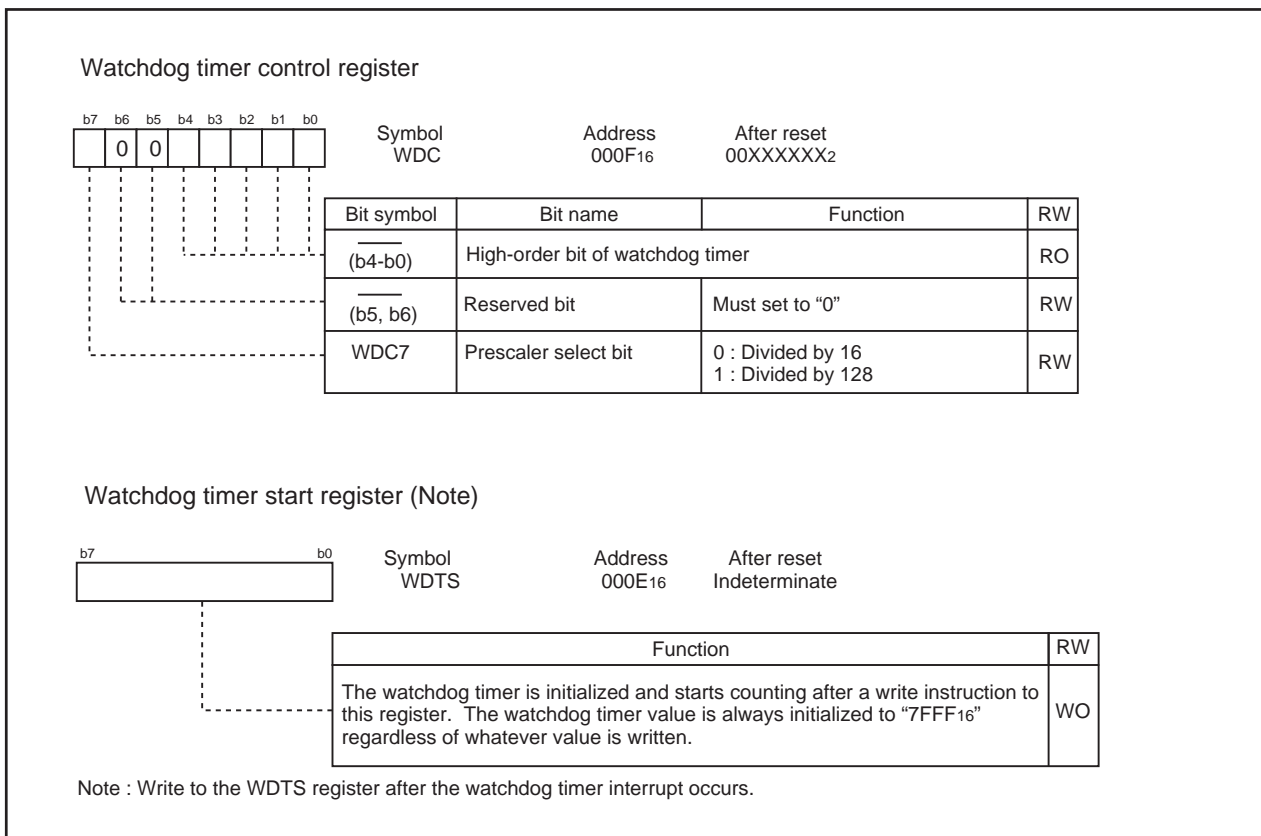 Watchdog timer control register
b7 b6 b5 b4 b3 b2 b1 b0
0 0
Symbol Address After reset
WDC 000F16 00XXXXXX2
Bit symbol Bit name Function RW
(b4-b0) High-order bit of watchdog timer RO
(b5, b6) Reserved bit Must set to “0” RW
WDC7 Prescaler select bit 0 : Divided by 16
1 : Divided by 128
RW
Watchdog timer start register (Note)
b7 b0
Symbol Address After reset
WDTS 000E16 Indeterminate
Function RW
The watchdog timer is initialized and starts counting after a write instruction to
this register. The watchdog timer value is always initialized to “7FFF16”
regardless of whatever value is written.
WO
Note : Write to the WDTS register after the watchdog timer interrupt occurs.